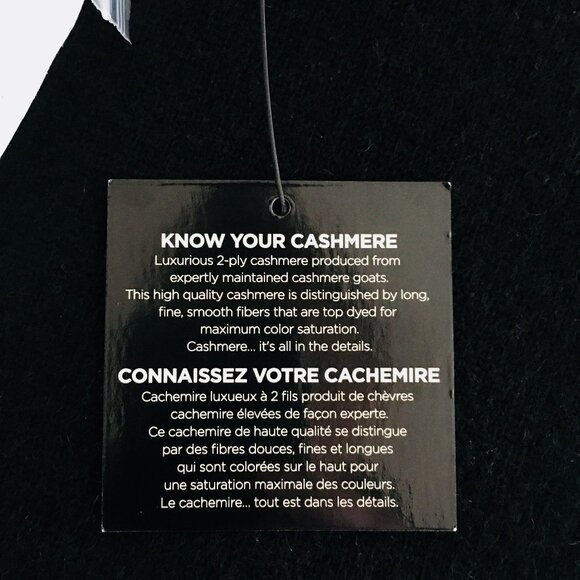 KNOW YOUR CASHMERE
Luxurious 2-ply cashmere produced from
expertly maintained cashmere goats.
This high quality cashmere is distinguished by long,
fine, smooth fibers that are top dyed for
maximum color saturation.
Cashmere... it's all in the details.
CONNAISSEZ VOTRE CACHEMIRE
Cachemire luxueux à 2 fils produit de chèvres
cachemire élevées de façon experte.
Ce cachemire de haute qualité se distingue
par des fibres douces, fines et longues
qui sont colorées sur le haut pour
une saturation maximale des couleurs.
Le cachemire... tout est dans les détails.